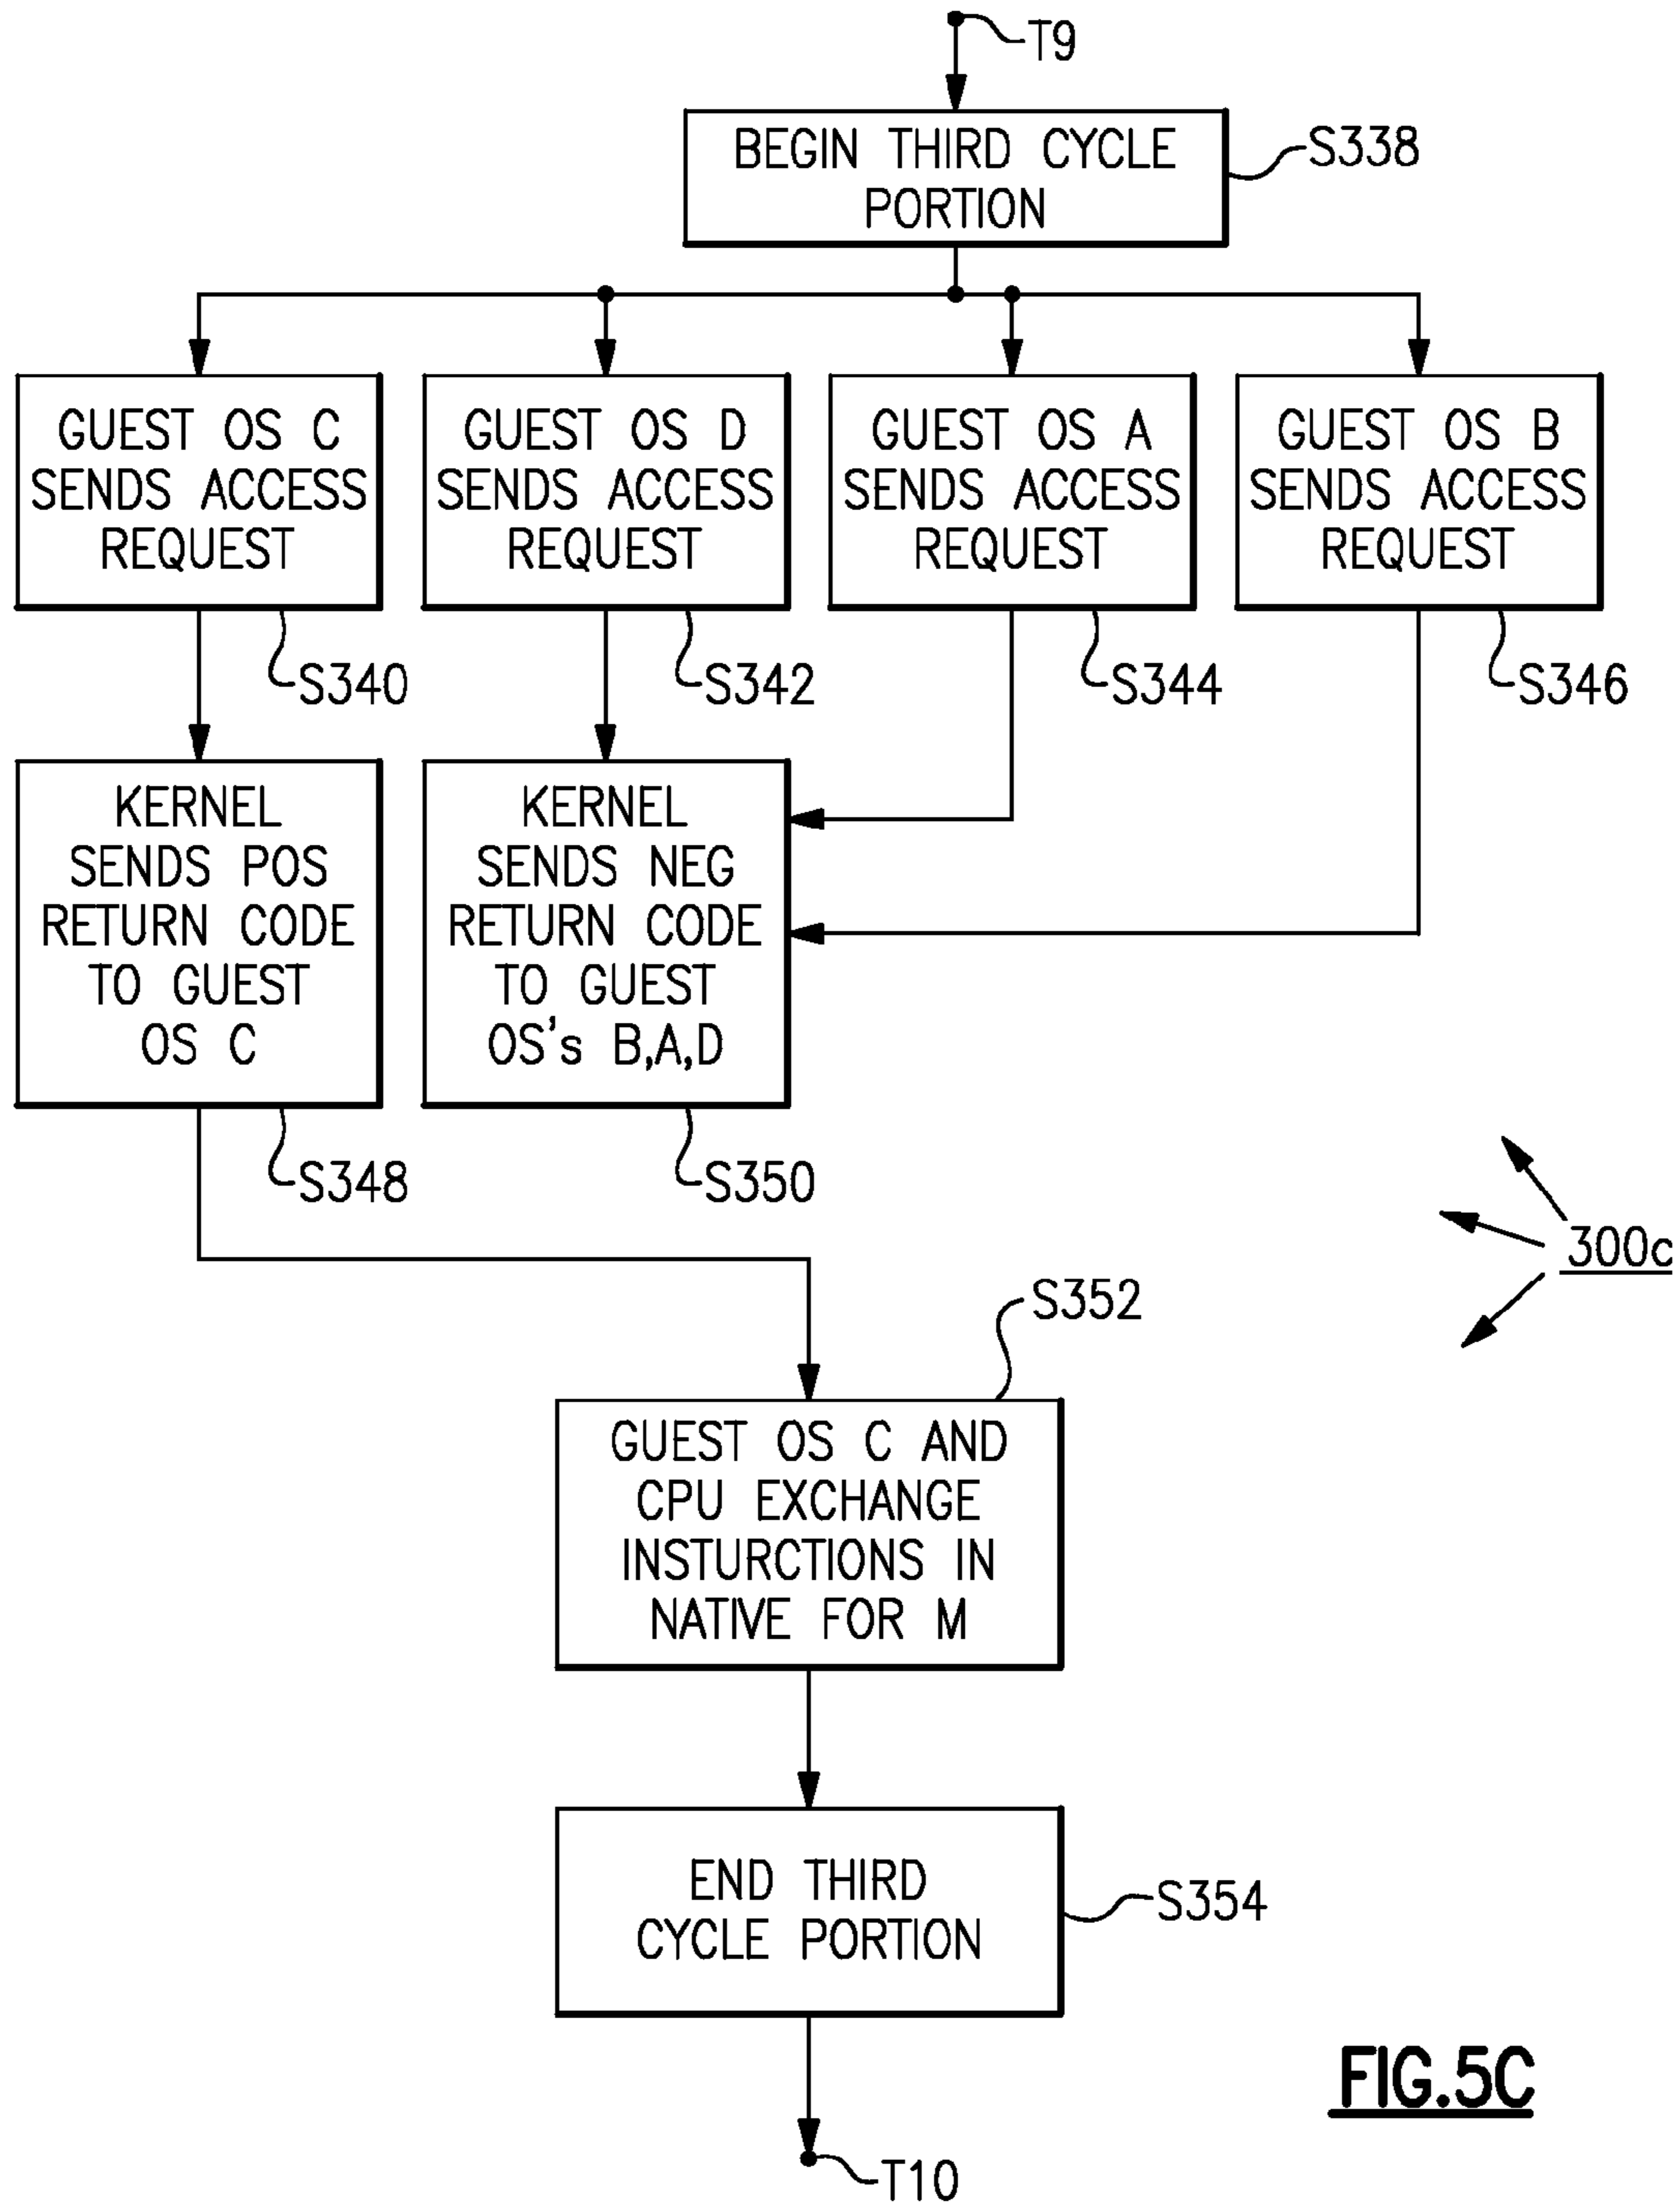 T9
BEGIN THIRD CYCLE
PORTION
S338
GUEST OS C
SENDS ACCESS
REQUEST
S340
GUEST OS D
SENDS ACCESS
REQUEST
S342
GUEST OS A
SENDS ACCESS
REQUEST
S344
GUEST OS B
SENDS ACCESS
REQUEST
S346
KERNEL
SENDS POS
RETURN CODE
TO GUEST
OS C
S348
KERNEL
SENDS NEG
RETURN CODE
TO GUEST
OS's B,A,D
S350
300c
S352
GUEST OS C AND
CPU EXCHANGE
INSTURCTIONS IN
NATIVE FOR M
END THIRD
CYCLE PORTION
S354
T10
FIG.5C